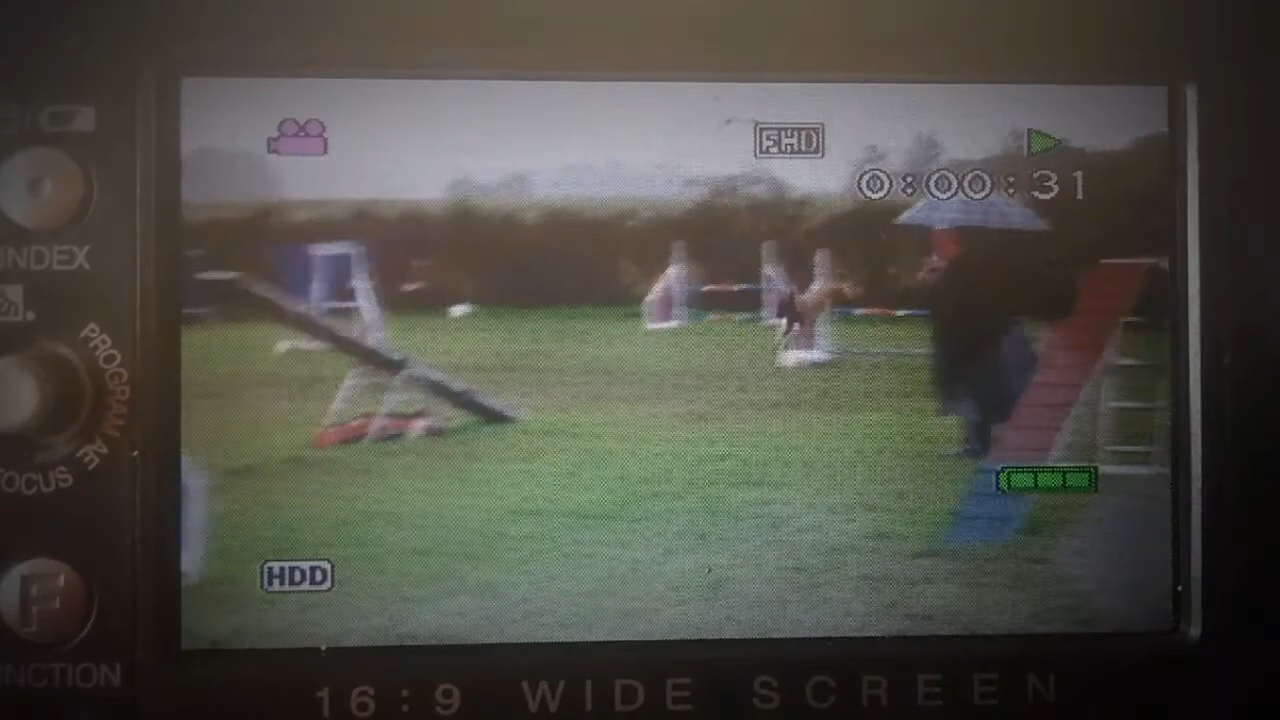 FHD
0:00:31
INDEX
PROGRAM AE
FOCUS
HDD
F
NCTION
16:9 WIDE SCREEN